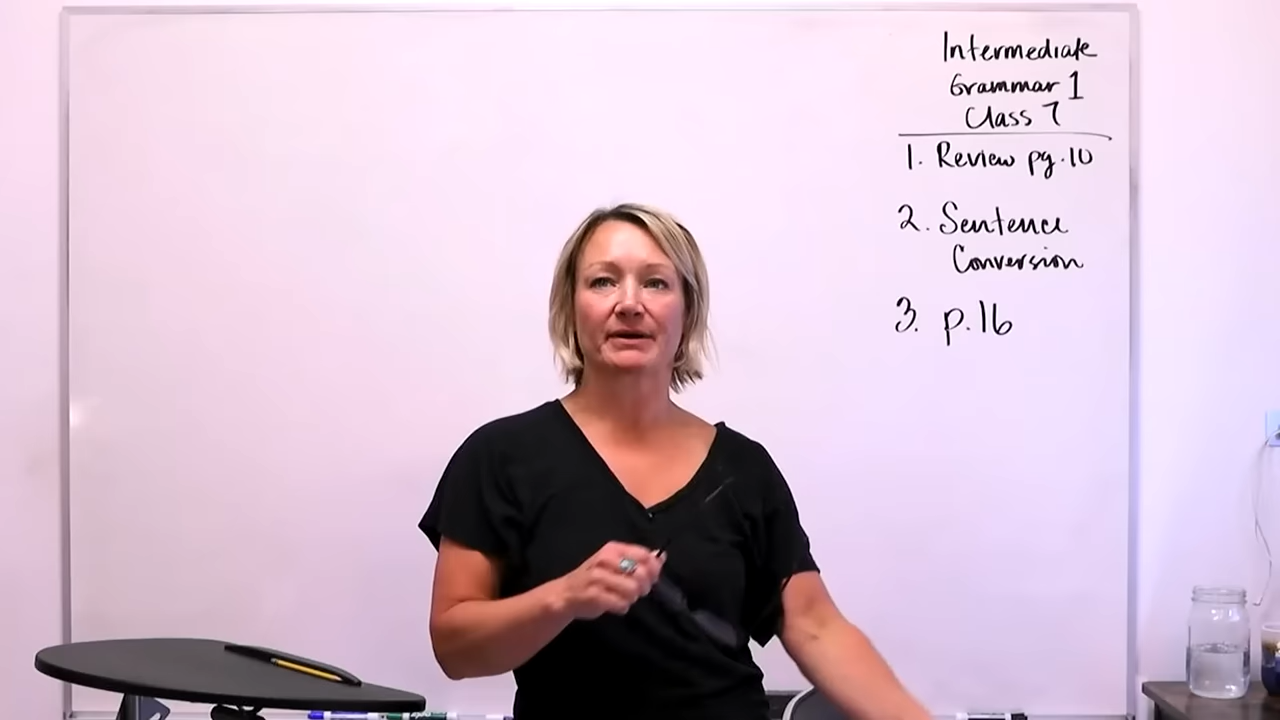 Intermediate
Grammar 1
Class 7
1. Review pg. 10
2. Sentence
Conversion
3. p. 16